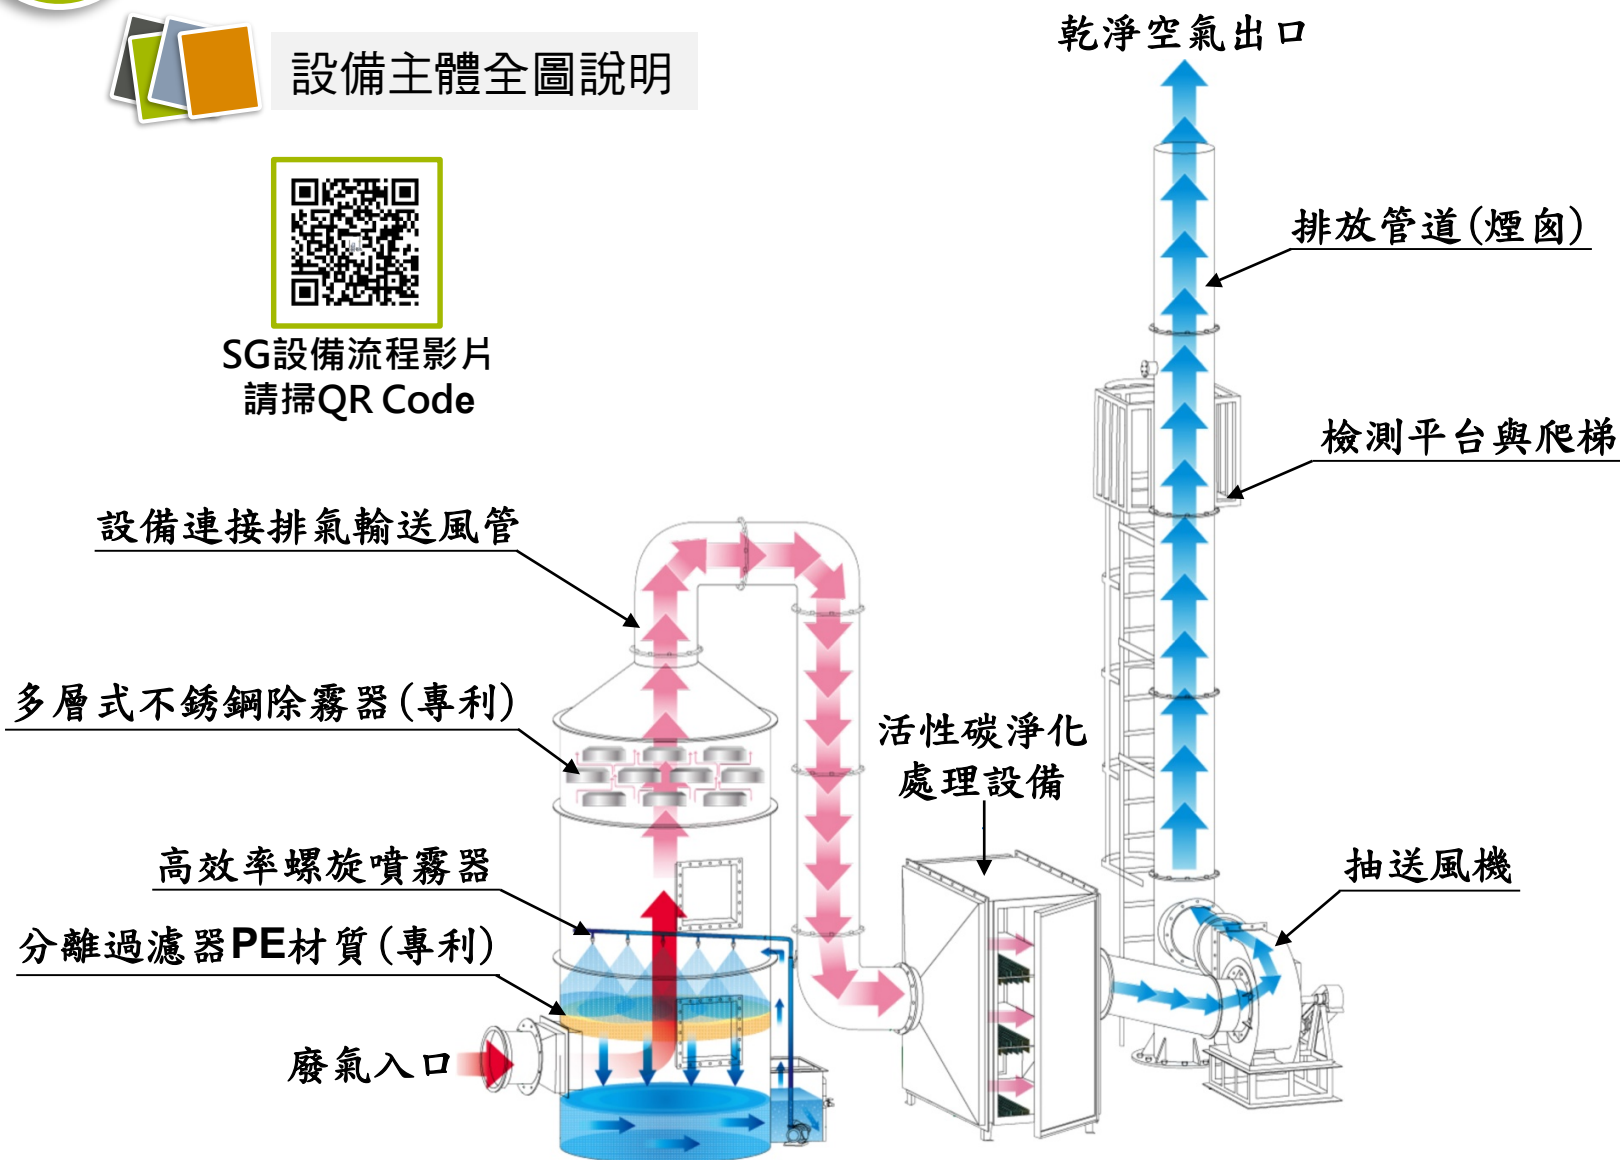 設備主體全圖說明
乾淨空氣出口
排放管道(煙囪)
SG設備流程影片
請掃QR Code
檢測平台與爬梯
設備連接排氣輸送風管
多層式不銹鋼除霧器(專利)
活性碳淨化
處理設備
高效率螺旋噴霧器
抽送風機
分離過濾器PE材質(專利)
廢氣入口